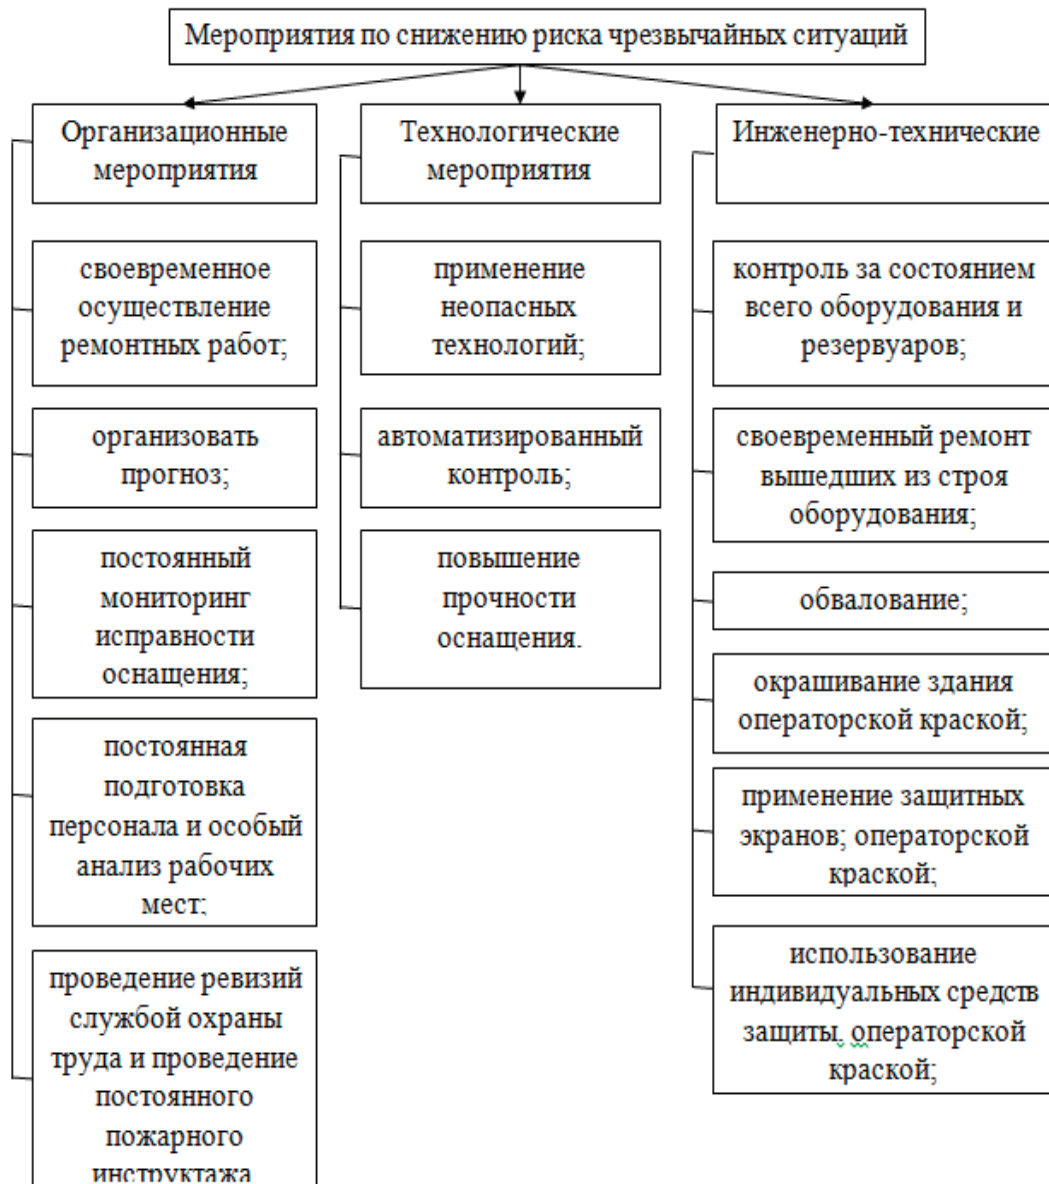 Мероприятия по снижению риска чрезвычайных ситуаций
Организационные
мероприятия
своевременное
осуществление
ремонтных работ;
организовать
прогноз;
постоянный
мониторинг
исправности
оснащения;
постоянная
подготовка
персонала и особый
анализ рабочих
мест;
проведение ревизий
службой охраны
труда и проведение
постоянного
пожарного
инструктажа
Технологические
мероприятия
применение
неопасных
технологий;
автоматизированный
контроль;
повышение
прочности
оснащения.
Инженерно-технические
контроль за состоянием
всего оборудования и
резервуаров;
своевременный ремонт
вышедших из строя
оборудования;
обвалование;
окрашивание здания
операторской краской;
применение защитных
экранов; операторской
краской;
использование
индивидуальных средств
защиты. операторской
краской;